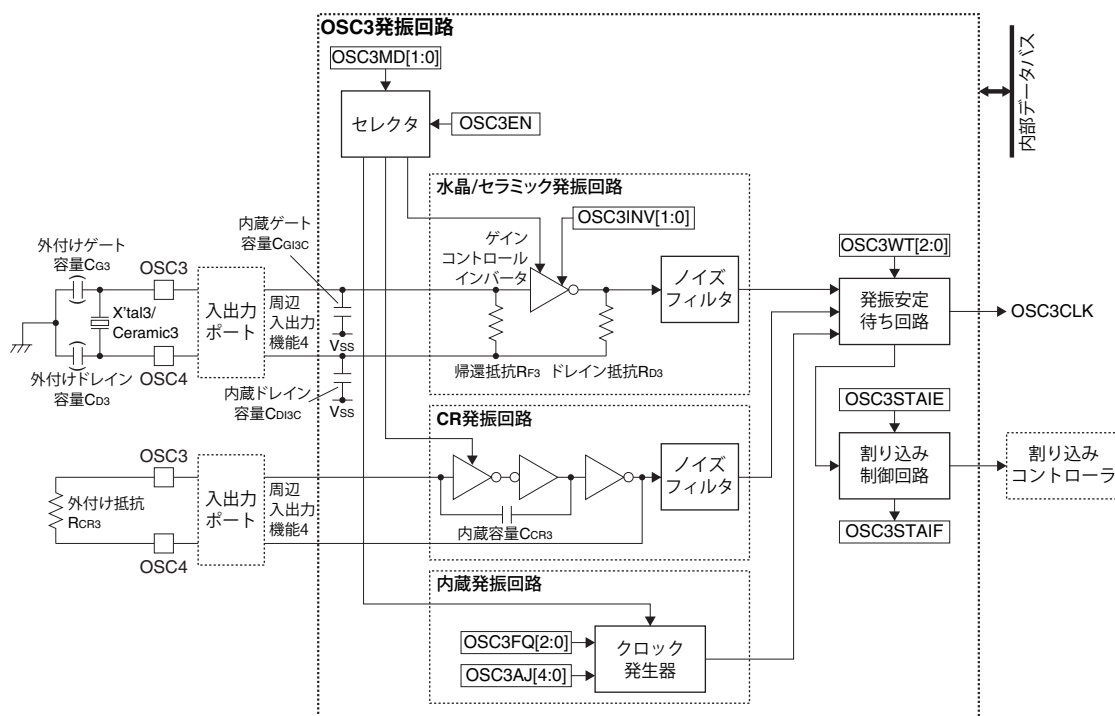 OSC3発振回路
OSC3MD[1:0]
セレクタ
OSC3EN
内部データバス
水晶/セラミック発振回路
OSC3INV[1:0]
内蔵ゲート
容量CGI3C
ゲイン
コントロール
インバータ
ノイズ
フィルタ
OSC3WT[2:0]
発振安定
待ち回路
OSC3CLK
外付けゲート
容量CG3
OSC3
X'tal3/
Ceramic3
入出力
ポート
周辺
入出力
機能4
VSS
OSC4
外付けドレイン
容量CD3
内蔵ドレイン
容量CDI3C
VSS
帰還抵抗RF3
ドレイン抵抗RD3
OSC3STAIE
割り込み
制御回路
割り込み
コントローラ
OSC3STAIF
CR発振回路
OSC3
外付け抵抗
RCR3
入出力
ポート
周辺
入出力
機能4
OSC4
内蔵容量CCR3
ノイズ
フィルタ
内蔵発振回路
OSC3FQ[2:0]
OSC3AJ[4:0]
クロック
発生器